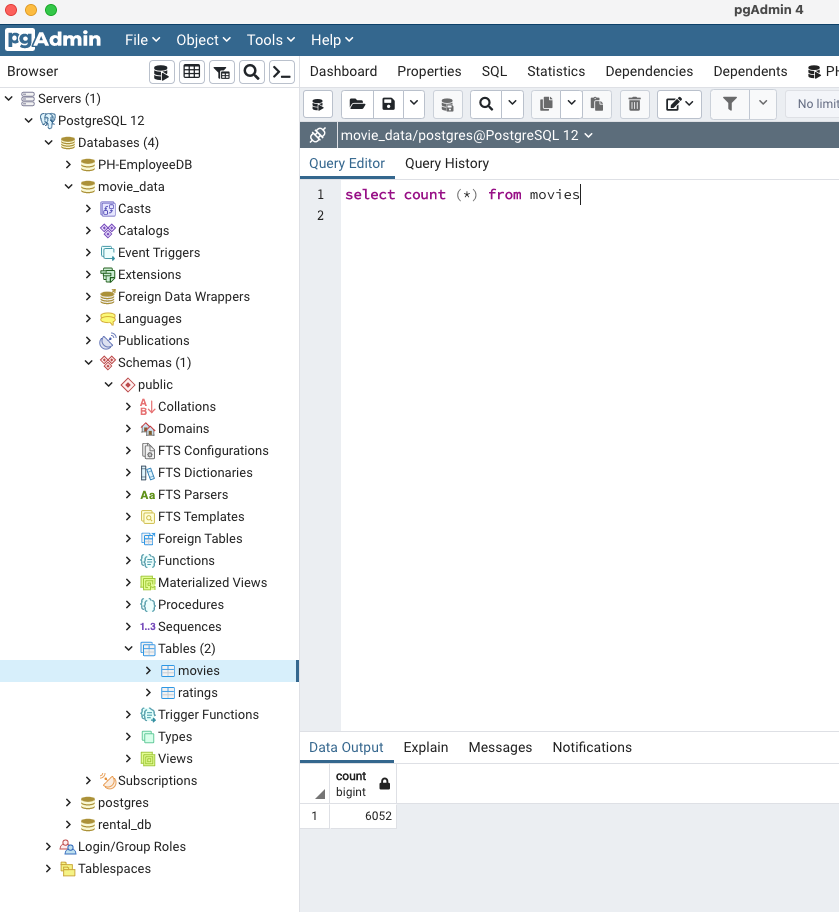 pgAdmin 4
pgAdmin File Object Tools Help
Browser
Dashboard Properties SQL Statistics Dependencies Dependents PH
No limit
movie_data/postgres@PostgreSQL 12
Query Editor Query History
1 select count (*) from movies
2
Servers (1)
PostgreSQL 12
Databases (4)
PH-EmployeeDB
movie_data
Casts
Catalogs
Event Triggers
Extensions
Foreign Data Wrappers
Languages
Publications
Schemas (1)
public
Collations
Domains
FTS Configurations
FTS Dictionaries
Aa FTS Parsers
FTS Templates
Foreign Tables
Functions
Materialized Views
Procedures
1..3 Sequences
Tables (2)
movies
ratings
Trigger Functions
Types
Views
Subscriptions
postgres
rental_db
Login/Group Roles
Tablespaces
Data Output Explain Messages Notifications
count
bigint
1 6052